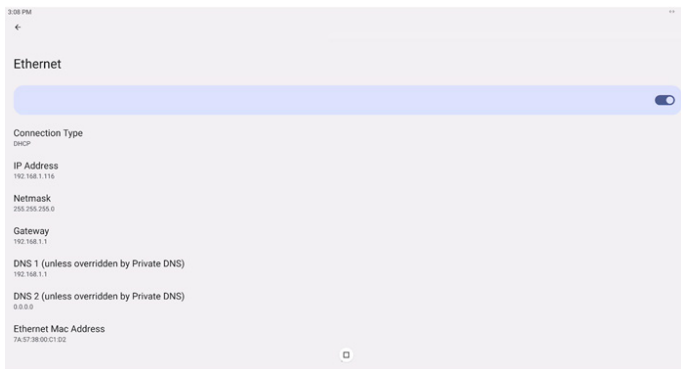 3:08 PM
Ethernet
Connection Type
DHCP
IP Address
192.168.1.116
Netmask
255.255.255.0
Gateway
192.168.1.1
DNS 1 (unless overridden by Private DNS)
192.168.1.1
DNS 2 (unless overridden by Private DNS)
0.0.0.0
Ethernet Mac Address
7A:57:38:00:C1:D2